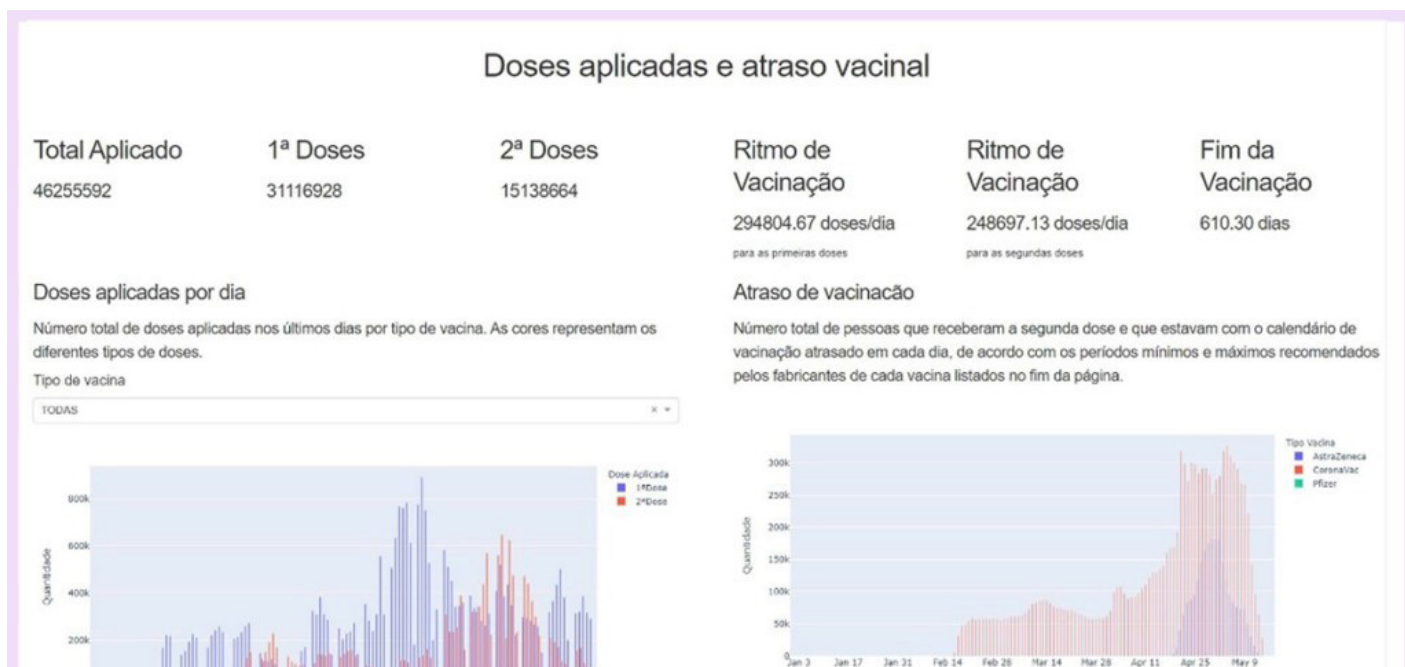 Doses aplicadas e atraso vacinal
Total Aplicado
46255592
1ª Doses
31116928
2ª Doses
15138664
Ritmo de
Vacinação
294804.67 doses/dia
para as primeiras doses
Ritmo de
Vacinação
248697.13 doses/dia
para as segundas doses
Fim da
Vacinação
610.30 dias
Doses aplicadas por dia
Número total de doses aplicadas nos últimos dias por tipo de vacina. As cores representam os
diferentes tipos de doses.
Tipo de vacina
TODAS
Dose Aplicada
1ªDose
2ªDose
Quantidade
800k
600k
400k
200k
Atraso de vacinacão
Número total de pessoas que receberam a segunda dose e que estavam com o calendário de
vacinação atrasado em cada dia, de acordo com os períodos mínimos e máximos recomendados
pelos fabricantes de cada vacina listados no fim da página.
Tipo Vacina
AstraZeneca
CoronaVac
Pfizer
Quantidade
300k
250k
200k
150k
100k
50k
0
Jan 3 Jan 17 Jan 31 Feb 14 Feb 28 Mar 14 Mar 28 Apr 11 Apr 25 May 9